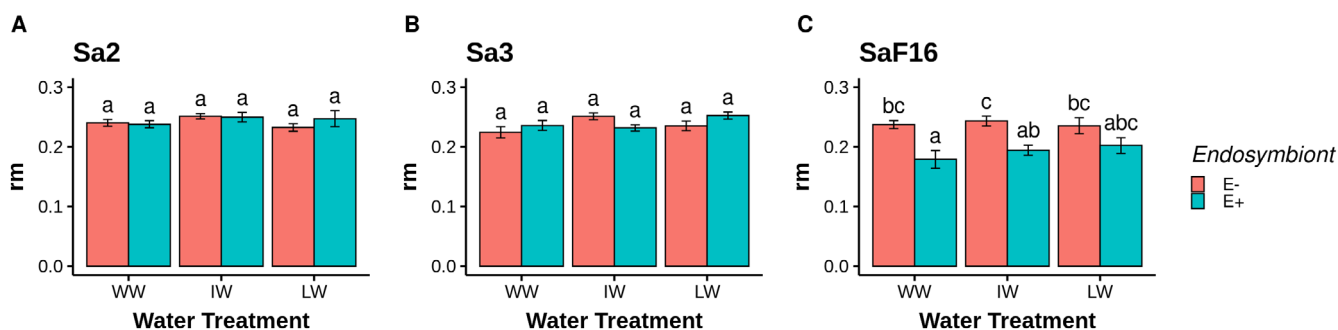 A
Sa2
rm
0.3
0.2
0.1
0.0
a a a a a a
WW IW LW
Water Treatment
B
Sa3
rm
0.3
0.2
0.1
0.0
a a a a a a
WW IW LW
Water Treatment
C
SaF16
rm
0.3
0.2
0.1
0.0
bc a c ab bc abc
WW IW LW
Water Treatment
Endosymbiont
E-
E+